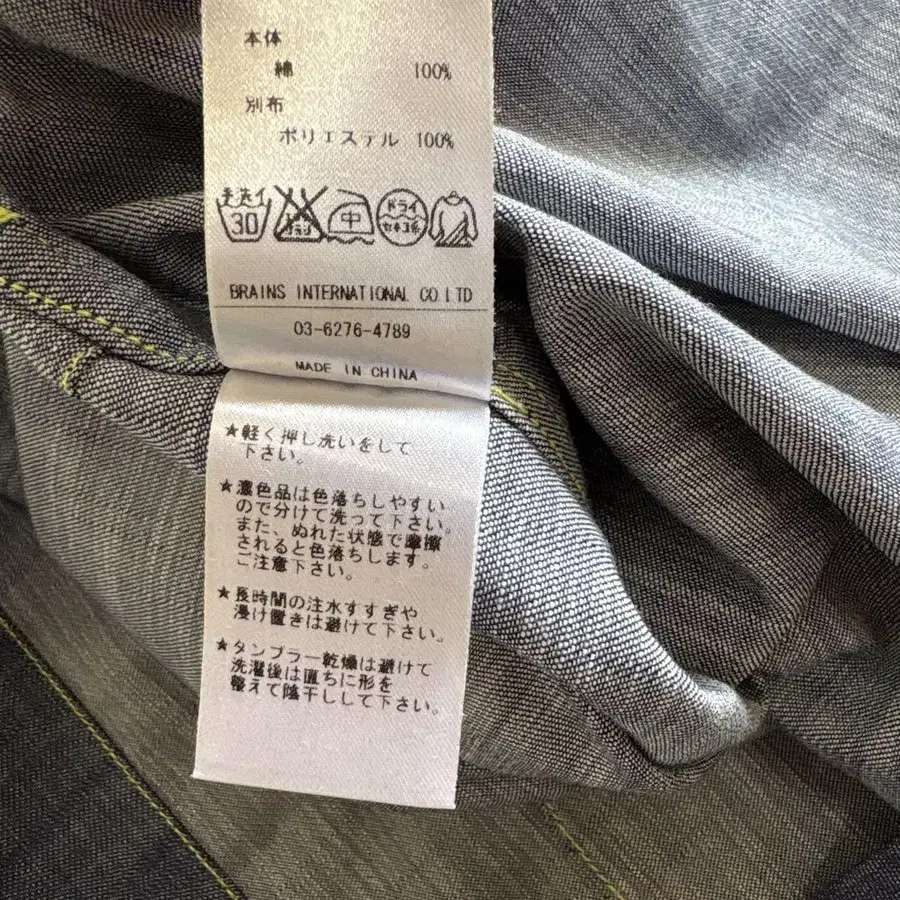 本体
綿 100%
別布
ポリエステル 100%
手洗イ 30 エンソサラシ 中 ドライ セキユ系
BRAINS INTERNATIONAL CO LTD
03-6276-4789
MADE IN CHINA
★軽く押し洗いをして
下さい。
★濃色品は色落ちしやすい
ので分けて洗って下さい。
また、ぬれた状態で摩擦
されると色落ちします。
ご注意下さい。
★長時間の注水すすぎや
浸け置きは避けて下さい。
★タンブラー乾燥は避けて
洗濯後は直ちに形を
整えて陰干しして下さい。